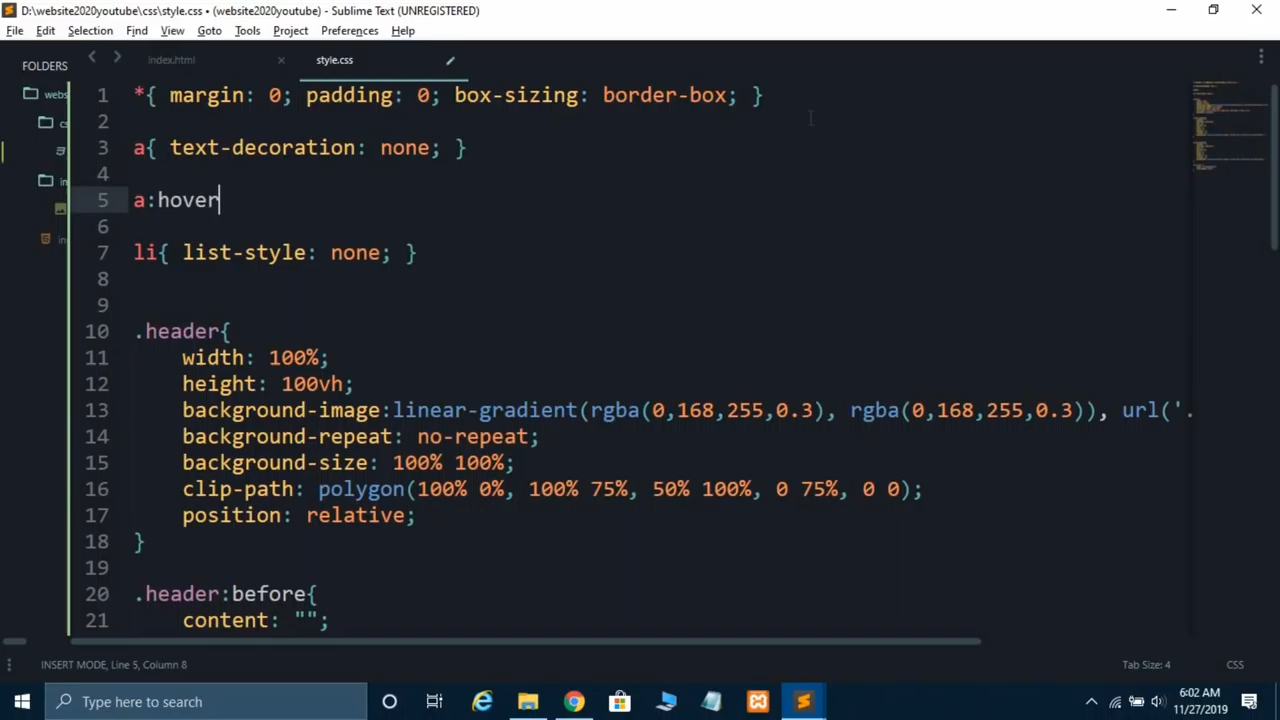 D:\website2020youtube\css\style.css • (website2020youtube) - Sublime Text (UNREGISTERED)
File Edit Selection Find View Goto Tools Project Preferences Help
FOLDERS
index.html
style.css
1 *{ margin: 0; padding: 0; box-sizing: border-box; }
2
3 a{ text-decoration: none; }
4
5 a:hover
6
7 li{ list-style: none; }
8
9
10 .header{
11 width: 100%;
12 height: 100vh;
13 background-image:linear-gradient(rgba(0,168,255,0.3), rgba(0,168,255,0.3)), url('.
14 background-repeat: no-repeat;
15 background-size: 100% 100%;
16 clip-path: polygon(100% 0%, 100% 75%, 50% 100%, 0 75%, 0 0);
17 position: relative;
18 }
19
20 .header:before{
21 content: "";
webs
INSERT MODE, Line 5, Column 8
Tab Size: 4
CSS
Type here to search
6:02 AM
11/27/2019